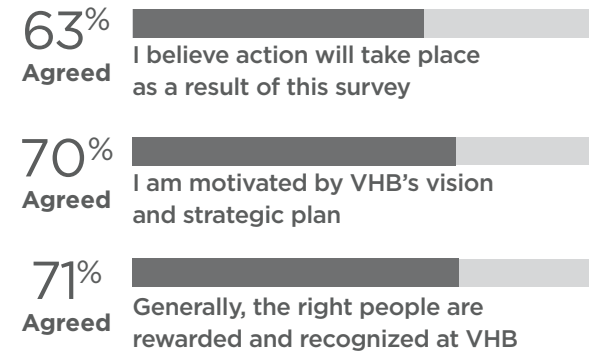 63%
Agreed
I believe action will take place
as a result of this survey
70%
Agreed
I am motivated by VHB's vision
and strategic plan
71%
Agreed
Generally, the right people are
rewarded and recognized at VHB